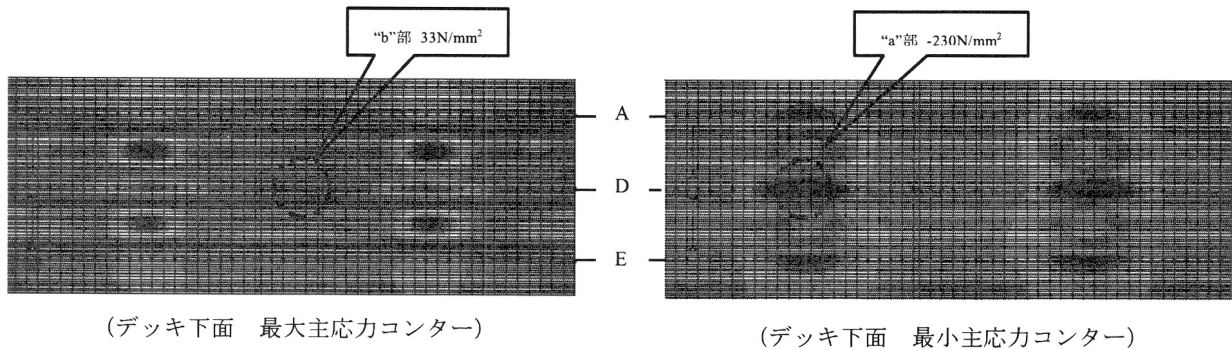 “b”部 33N/mm²
“a”部 -230N/mm²
A
D
E
(デッキ下面 最大主応力コンター)
(デッキ下面 最小主応力コンター)